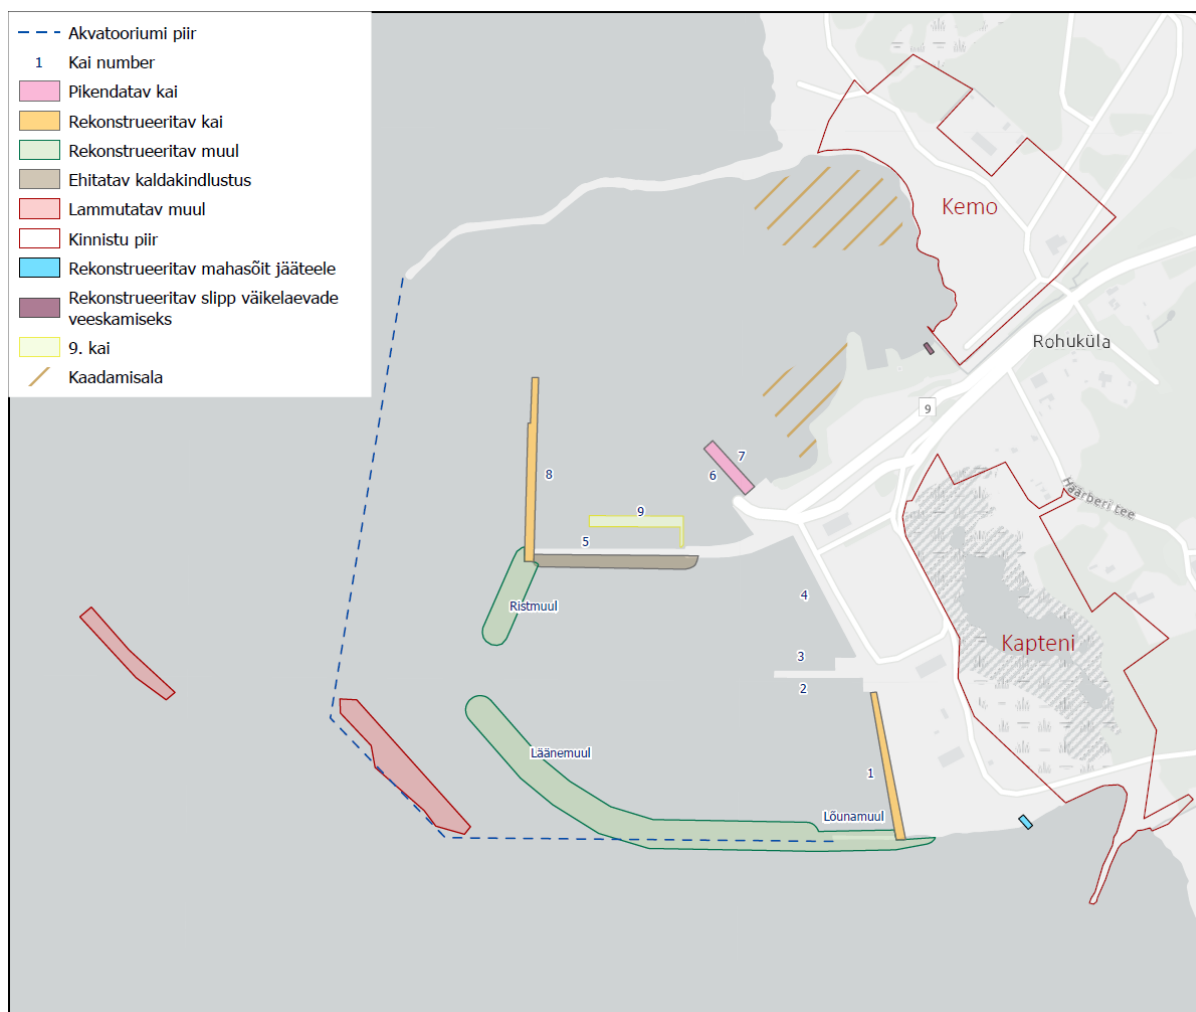 Akvatooriumi piir
1 Kai number
Pikendatav kai
Rekonstrueeritav kai
Rekonstrueeritav muul
Ehitatav kaldakindlustus
Lammutatav muul
Kinnistu piir
Rekonstrueeritav mahasõit jääteele
Rekonstrueeritav slipp väikelaevade
veeskamiseks
9. kai
Kaadamisala
Kemo
Rohuküla
9
7
6
8
9
5
Häärberi tee
4
Ristmuul
Kapteni
3
2
Läänemuul
1
Lõunamuul